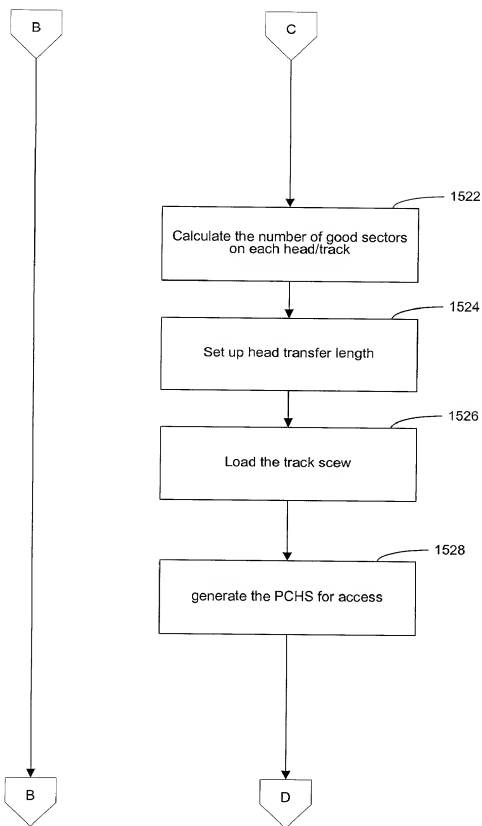 B
C
1522
Calculate the number of good sectors
on each head/track
1524
Set up head transfer length
1526
Load the track scew
1528
generate the PCHS for access
B
D